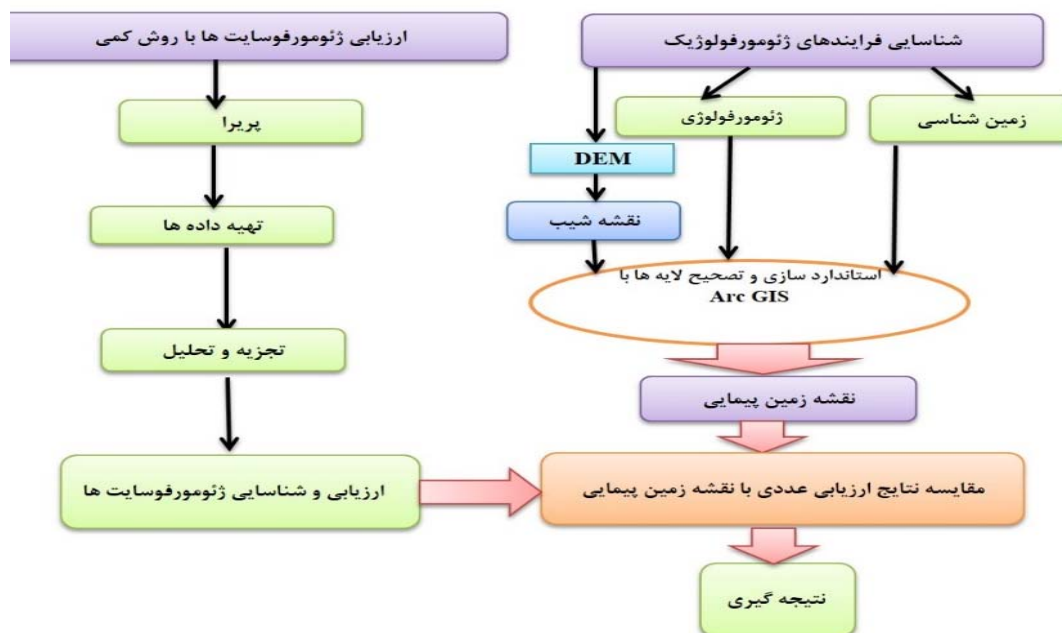 شناسایی فرایندهای ژئومورفولوژیک
ارزیابی ژئومورفوسایت ها با روش کمی
زمین شناسی
ژئومورفولوژی
DEM
نقشه شیب
استاندارد سازی و تصحیح لایه ها با
Arc GIS
نقشه زمین پیمایی
پریرا
تهیه داده ها
تجزیه و تحلیل
ارزیابی و شناسایی ژئومورفوسایت ها
مقایسه نتایج ارزیابی عددی با نقشه زمین پیمایی
نتیجه گیری